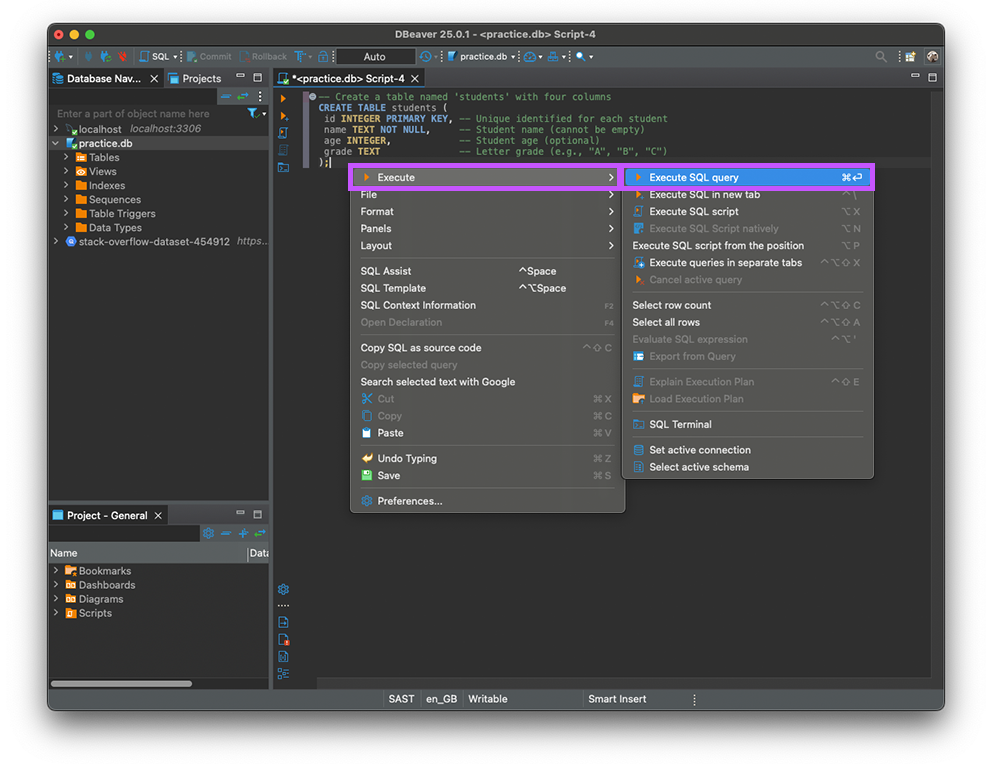 DBeaver 25.0.1 - <practice.db> Script-4
SQL Commit Rollback Auto practice.db
Database Nav... Projects
*<practice.db> Script-4
Enter a part of object name here
localhost localhost:3306
practice.db
Tables
Views
Indexes
Sequences
Table Triggers
Data Types
stack-overflow-dataset-454912 https...
-- Create a table named 'students' with four columns
CREATE TABLE students (
id INTEGER PRIMARY KEY, -- Unique identified for each student
name TEXT NOT NULL, -- Student name (cannot be empty)
age INTEGER, -- Student age (optional)
grade TEXT -- Letter grade (e.g., "A", "B", "C")
);
Execute
File
Format
Panels
Layout
SQL Assist ^Space
SQL Template ^⌥Space
SQL Context Information F2
Open Declaration F4
Copy SQL as source code ^⇧ C
Copy selected query
Search selected text with Google
Cut ⌘ X
Copy ⌘ C
Paste ⌘ V
Undo Typing ⌘ Z
Save ⌘ S
Preferences...
Execute SQL query ⌘⏎
Execute SQL in new tab ^ \
Execute SQL script ⌥ X
Execute SQL Script natively ⌥ N
Execute SQL script from the position ⌥ P
Execute queries in separate tabs ^⌥⇧ X
Cancel active query
Select row count ^⌥⇧ C
Select all rows ^⌥⇧ A
Evaluate SQL expression ^⌥'
Export from Query
Explain Execution Plan ^⇧ E
Load Execution Plan
SQL Terminal
Set active connection
Select active schema
Project - General
Name Data
Bookmarks
Dashboards
Diagrams
Scripts
SAST en_GB Writable Smart Insert